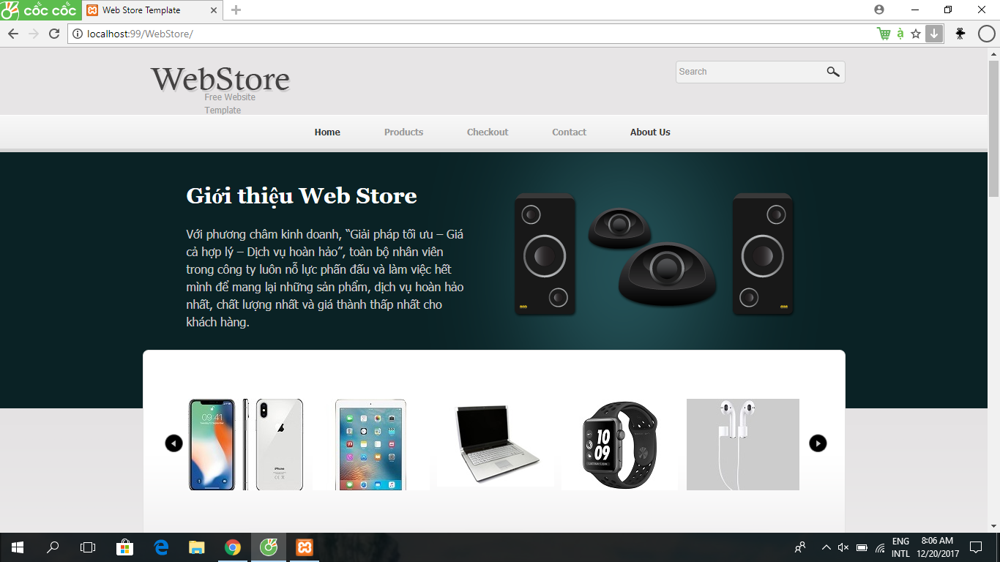 cốc cốc
Web Store Template
localhost:99/WebStore/
WebStore
Free Website
Template
Search
Home
Products
Checkout
Contact
About Us
Giới thiệu Web Store
Với phương châm kinh doanh, “Giải pháp tối ưu – Giá
cả hợp lý – Dịch vụ hoàn hảo”, toàn bộ nhân viên
trong công ty luôn nỗ lực phấn đấu và làm việc hết
mình để mang lại những sản phẩm, dịch vụ hoàn hảo
nhất, chất lượng nhất và giá thành thấp nhất cho
khách hàng.
09:41
iPhone
10
09
ENG
INTL
8:06 AM
12/20/2017